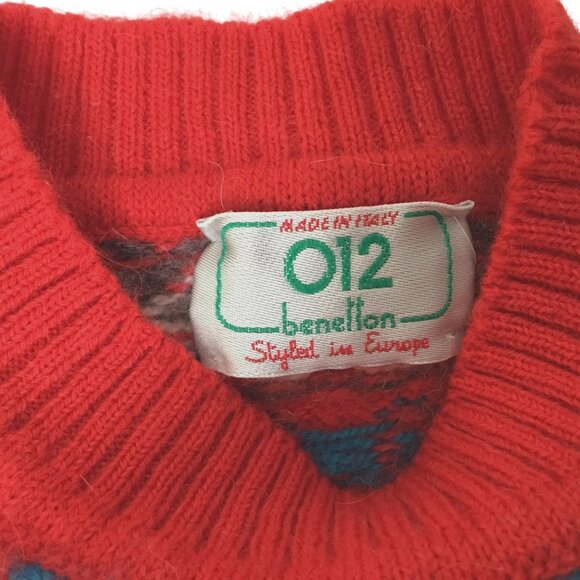 MADE IN ITALY
012
benetton
Styled in Europe